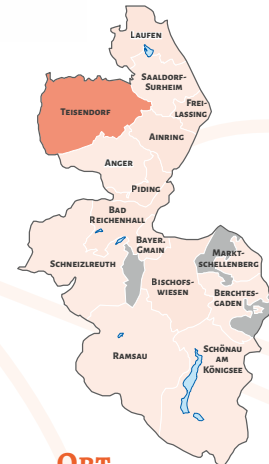 LAUFEN
SAALDORF-
SURHEIM
FREI-
LASSING
TEISENDORF
AINRING
ANGER
PIDING
BAD
REICHENHALL
BAYER.
GMAIN
MARKT-
SCHELLENBERG
SCHNEIZLREUTH
BISCHOFS-
WIESEN
BERCHTES-
GADEN
RAMSAU
SCHÖNAU
AM
KÖNIGSEE
ORT